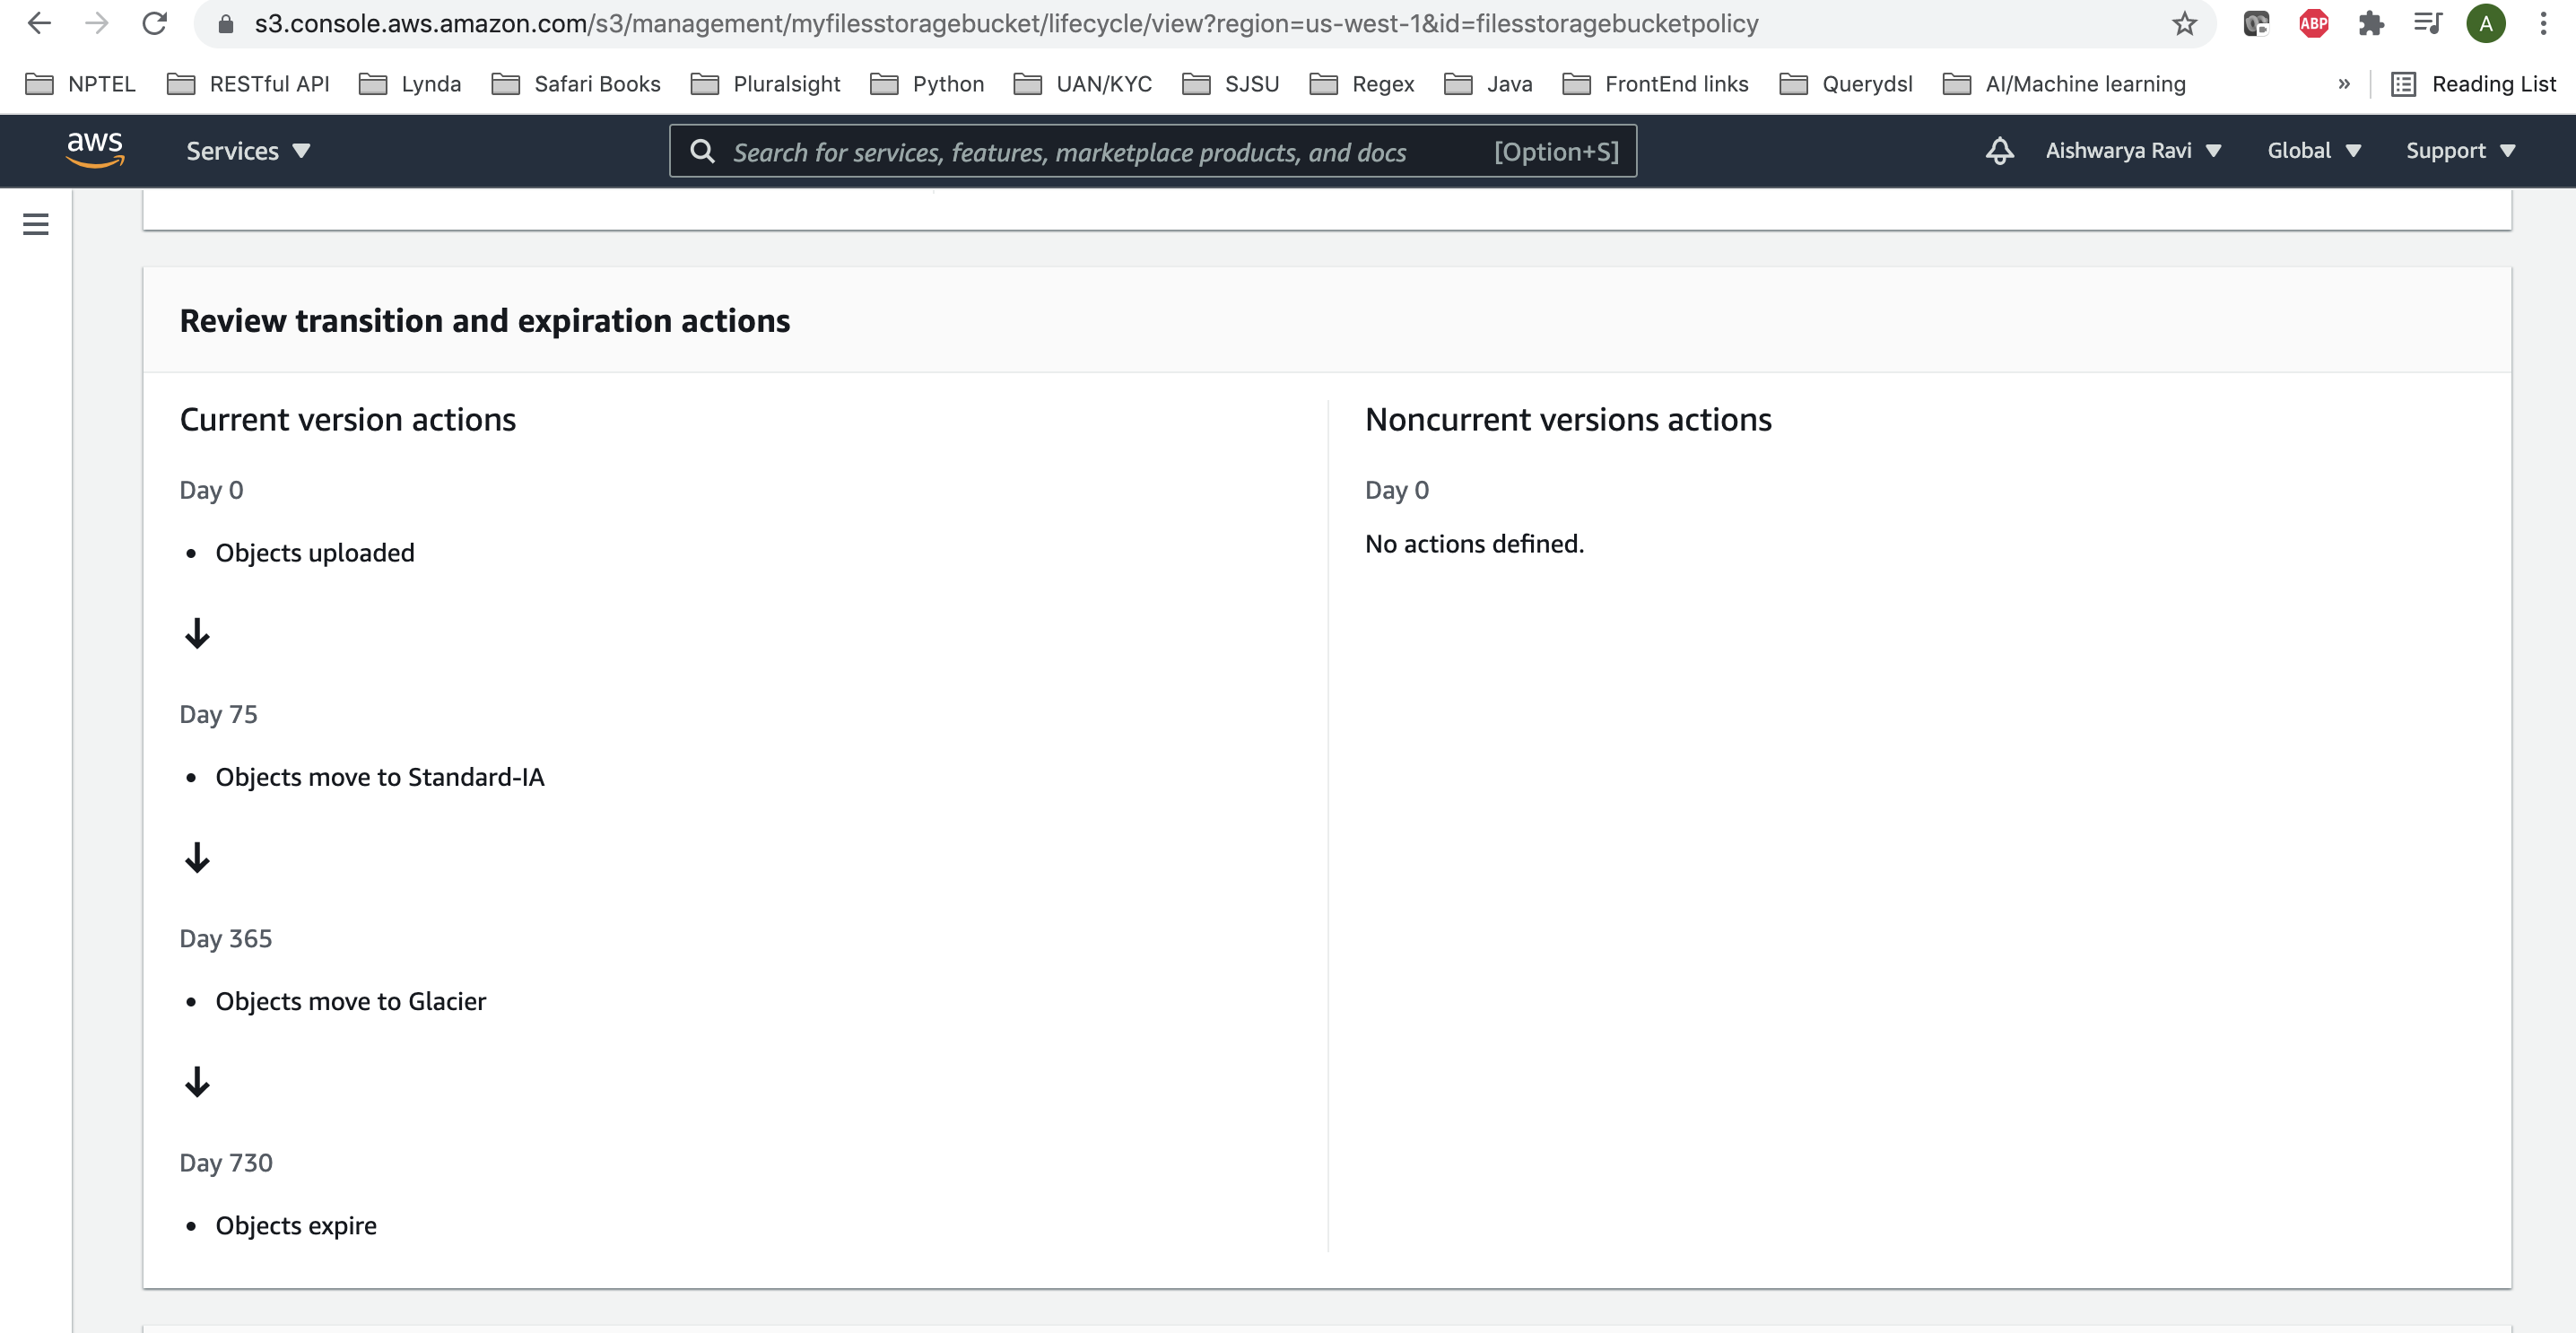 s3.console.aws.amazon.com/s3/management/myfilesstoragebucket/lifecycle/view?region=us-west-1&id=filesstoragebucketpolicy
ABP
A
NPTEL RESTful API Lynda Safari Books Pluralsight Python UAN/KYC SJSU Regex Java FrontEnd links Querydsl AI/Machine learning » Reading List
aws Services Search for services, features, marketplace products, and docs [Option+S] Aishwarya Ravi Global Support
Review transition and expiration actions
Current version actions
Day 0
• Objects uploaded
↓
Day 75
• Objects move to Standard-IA
↓
Day 365
• Objects move to Glacier
↓
Day 730
• Objects expire
Noncurrent versions actions
Day 0
No actions defined.